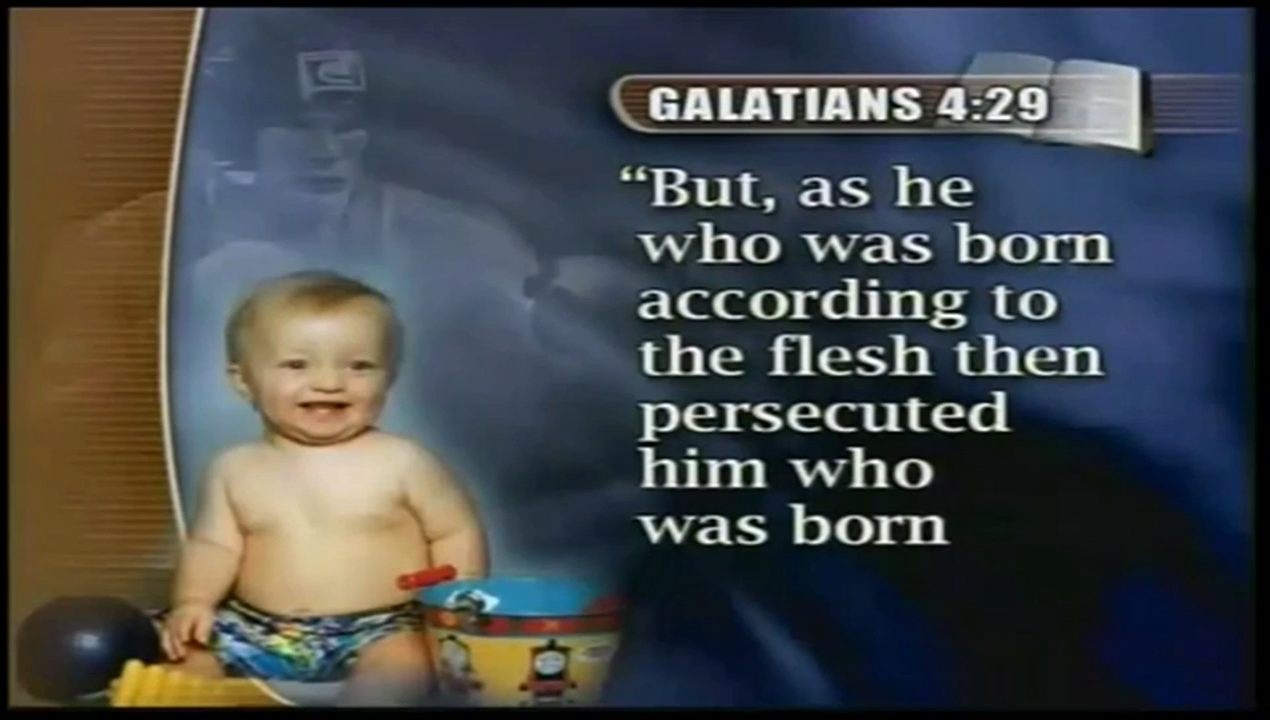 GALATIANS 4:29
“But, as he
who was born
according to
the flesh then
persecuted
him who
was born